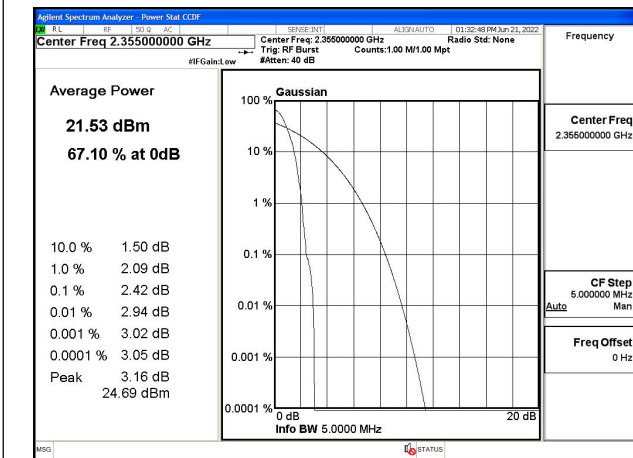 Agilent Spectrum Analyzer - Power Stat CCDF
RL RF 50 Ω AC SENSE:INT ALIGN AUTO 01:32:48 PM Jun 21, 2022
Center Freq 2.355000000 GHz
Center Freq: 2.355000000 GHz Radio Std: None
Trig: RF Burst Counts:1.00 M/1.00 Mpt
#IFGain:Low #Atten: 40 dB
Frequency
Average Power
21.53 dBm
67.10 % at 0dB
10.0 % 1.50 dB
1.0 % 2.09 dB
0.1 % 2.42 dB
0.01 % 2.94 dB
0.001 % 3.02 dB
0.0001 % 3.05 dB
Peak 3.16 dB
24.69 dBm
Gaussian
100 %
10 %
1 %
0.1 %
0.01 %
0.001 %
0.0001 %
0 dB 20 dB
Info BW 5.0000 MHz
Center Freq
2.355000000 GHz
CF Step
5.000000 MHz
Auto Man
Freq Offset
0 Hz
MSG STATUS